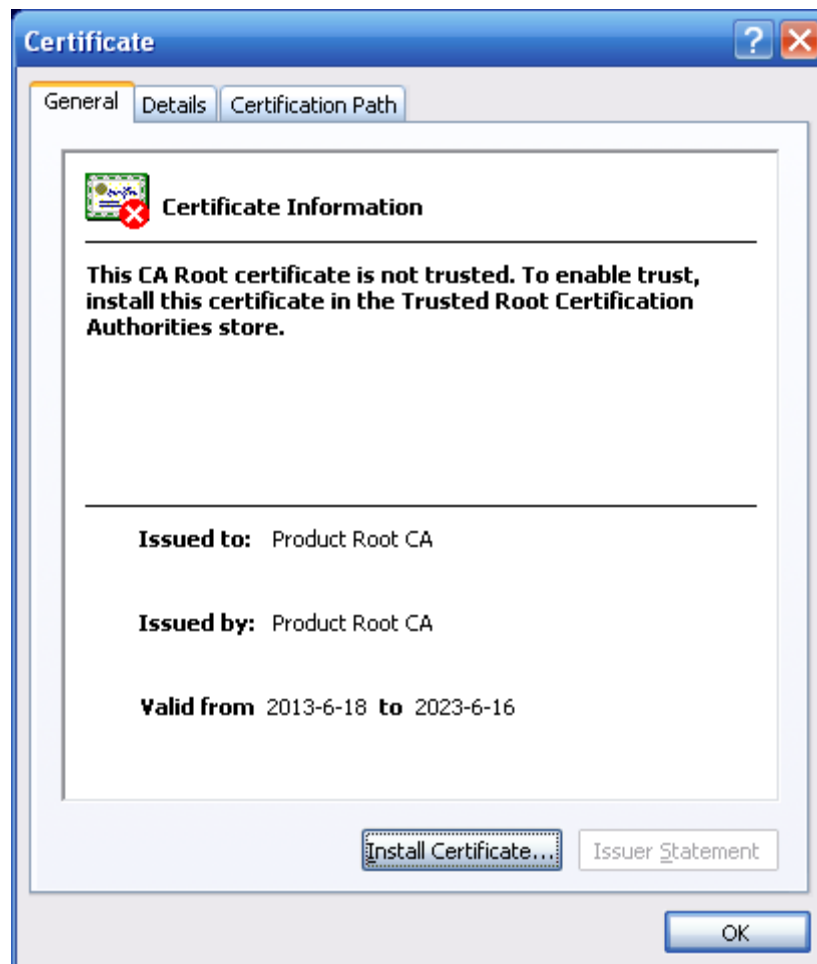 Certificate
General Details Certification Path
Certificate Information
This CA Root certificate is not trusted. To enable trust,
install this certificate in the Trusted Root Certification
Authorities store.
Issued to: Product Root CA
Issued by: Product Root CA
Valid from 2013-6-18 to 2023-6-16
Install Certificate... Issuer Statement
OK